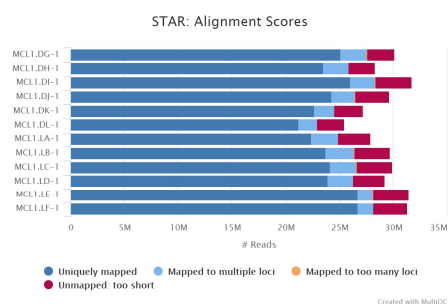 STAR: Alignment Scores
MCL1.DG-1
MCL1.DH-1
MCL1.DI-1
MCL1.DJ-1
MCL1.DK-1
MCL1.DL-1
MCL1.LA-1
MCL1.LB-1
MCL1.LC-1
MCL1.LD-1
MCL1.LE-1
MCL1.LF-1
0 5M 10M 15M 20M 25M 30M 35M
# Reads
Uniquely mapped Mapped to multiple loci Mapped to too many loci
Unmapped: too short
Created with MultiQC